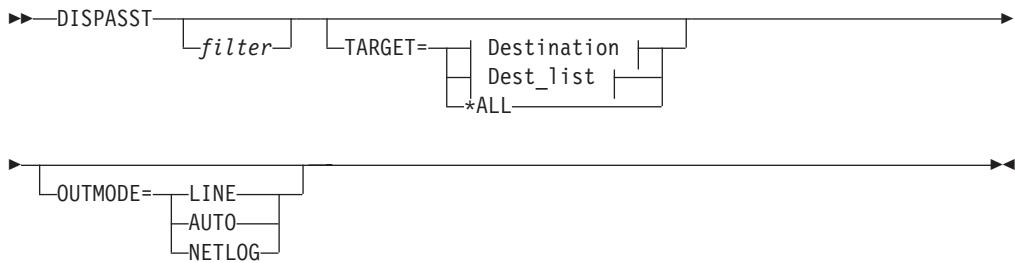 DISPASST
filter
TARGET=
Destination
Dest_list
*ALL
OUTMODE=
LINE
AUTO
NETLOG